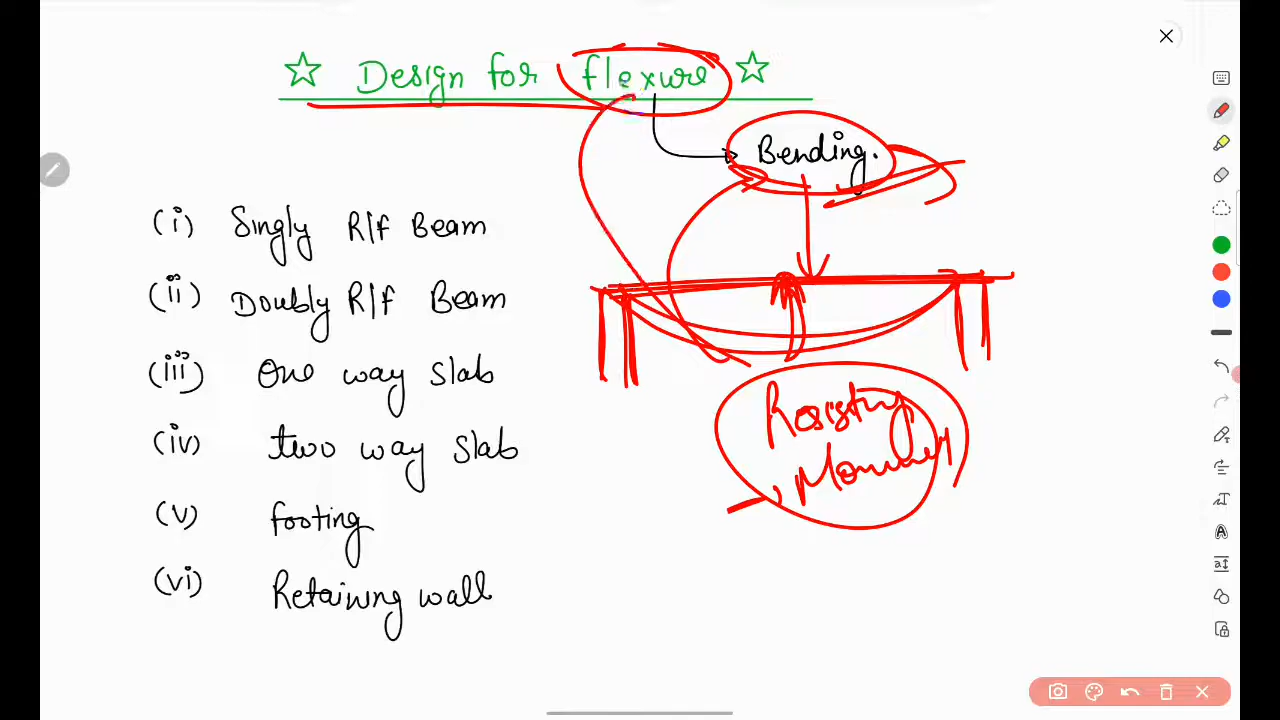 ☆ Design for flexure ☆
Bending.
(i) Singly R/f Beam
(ii) Doubly R/f Beam
(iii) One way slab
(iv) two way slab
(v) footing
(vi) Retaining wall
Resisting
Moment